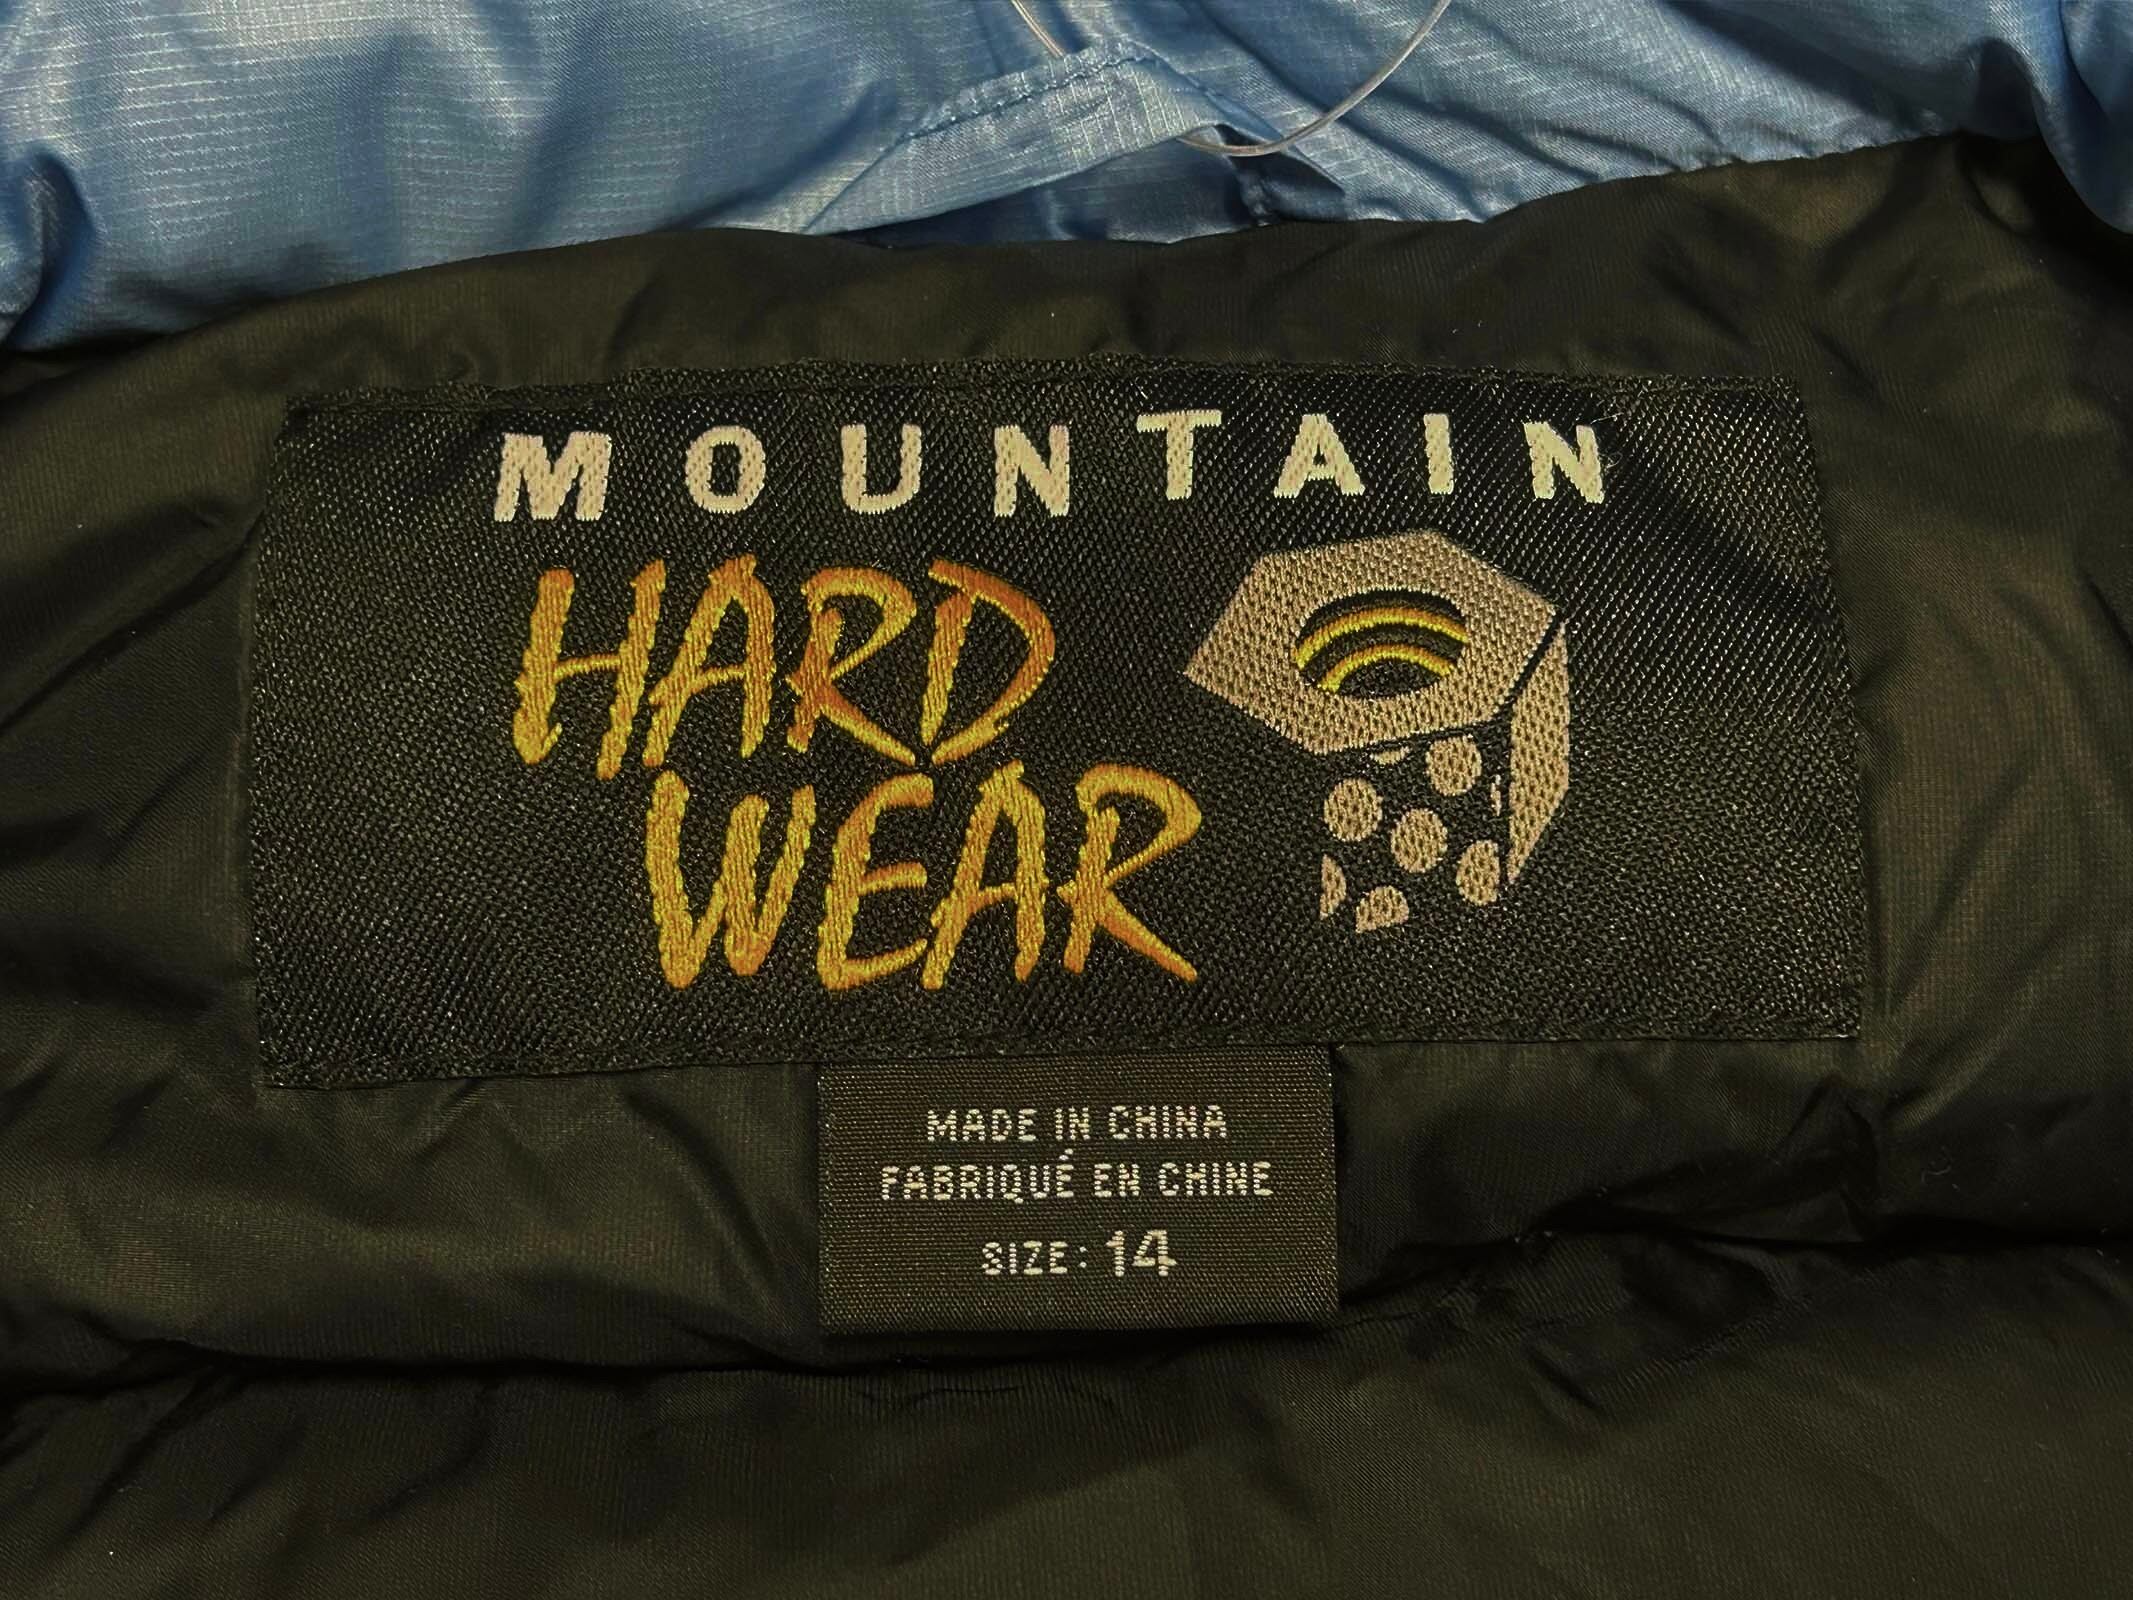 MOUNTAIN
HARD
WEAR
MADE IN CHINA
FABRIQUÉ EN CHINE
SIZE: 14